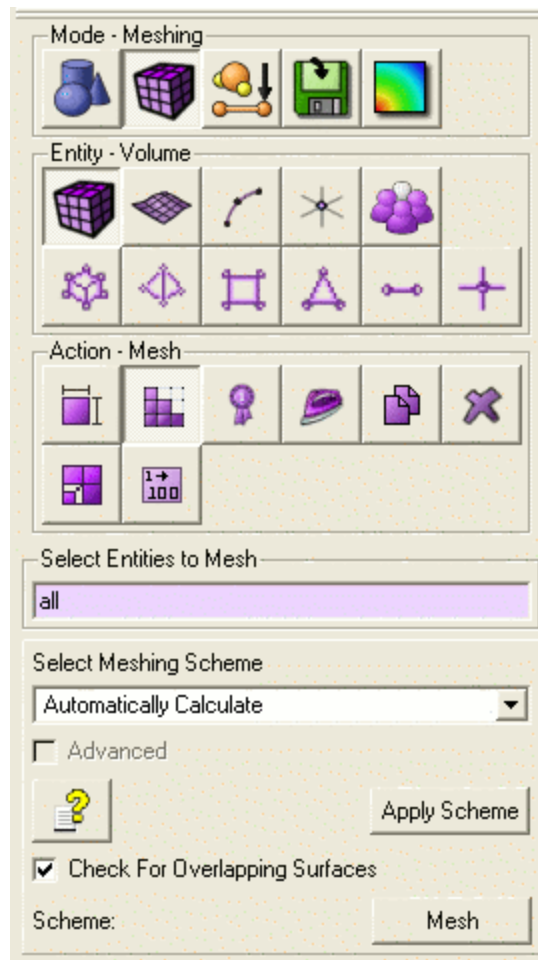 Mode - Meshing
Entity - Volume
Action - Mesh
1→
100
Select Entities to Mesh
all
Select Meshing Scheme
Automatically Calculate
Advanced
?
Apply Scheme
Check For Overlapping Surfaces
Scheme: Mesh